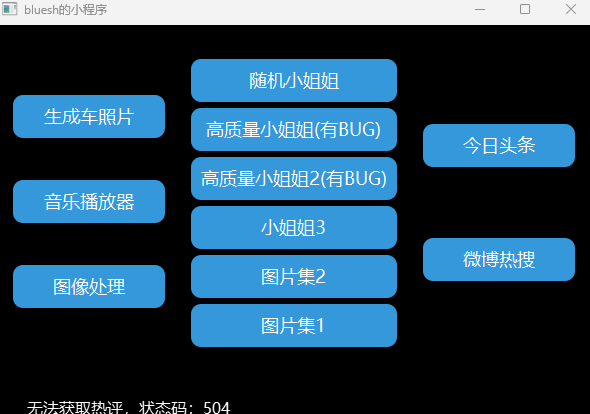 bluesh的小程序
生成车照片
音乐播放器
图像处理
随机小姐姐
高质量小姐姐(有BUG)
高质量小姐姐2(有BUG)
小姐姐3
图片集2
图片集1
今日头条
微博热搜
无法获取热评，状态码：504